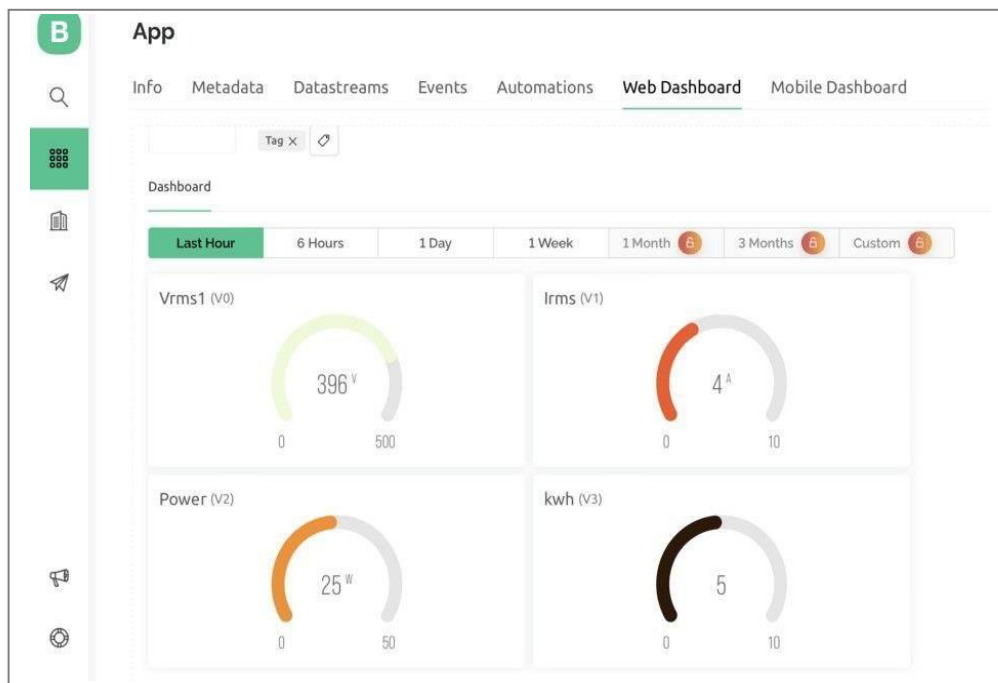 B
App
Info Metadata Datastreams Events Automations Web Dashboard Mobile Dashboard
Tag ×
Dashboard
Last Hour 6 Hours 1 Day 1 Week 1 Month 3 Months Custom
Vrms1 (V0) Irms (V1)
396 V 4 A
0 500 0 10
Power (V2) kwh (V3)
25 W 5
0 50 0 10